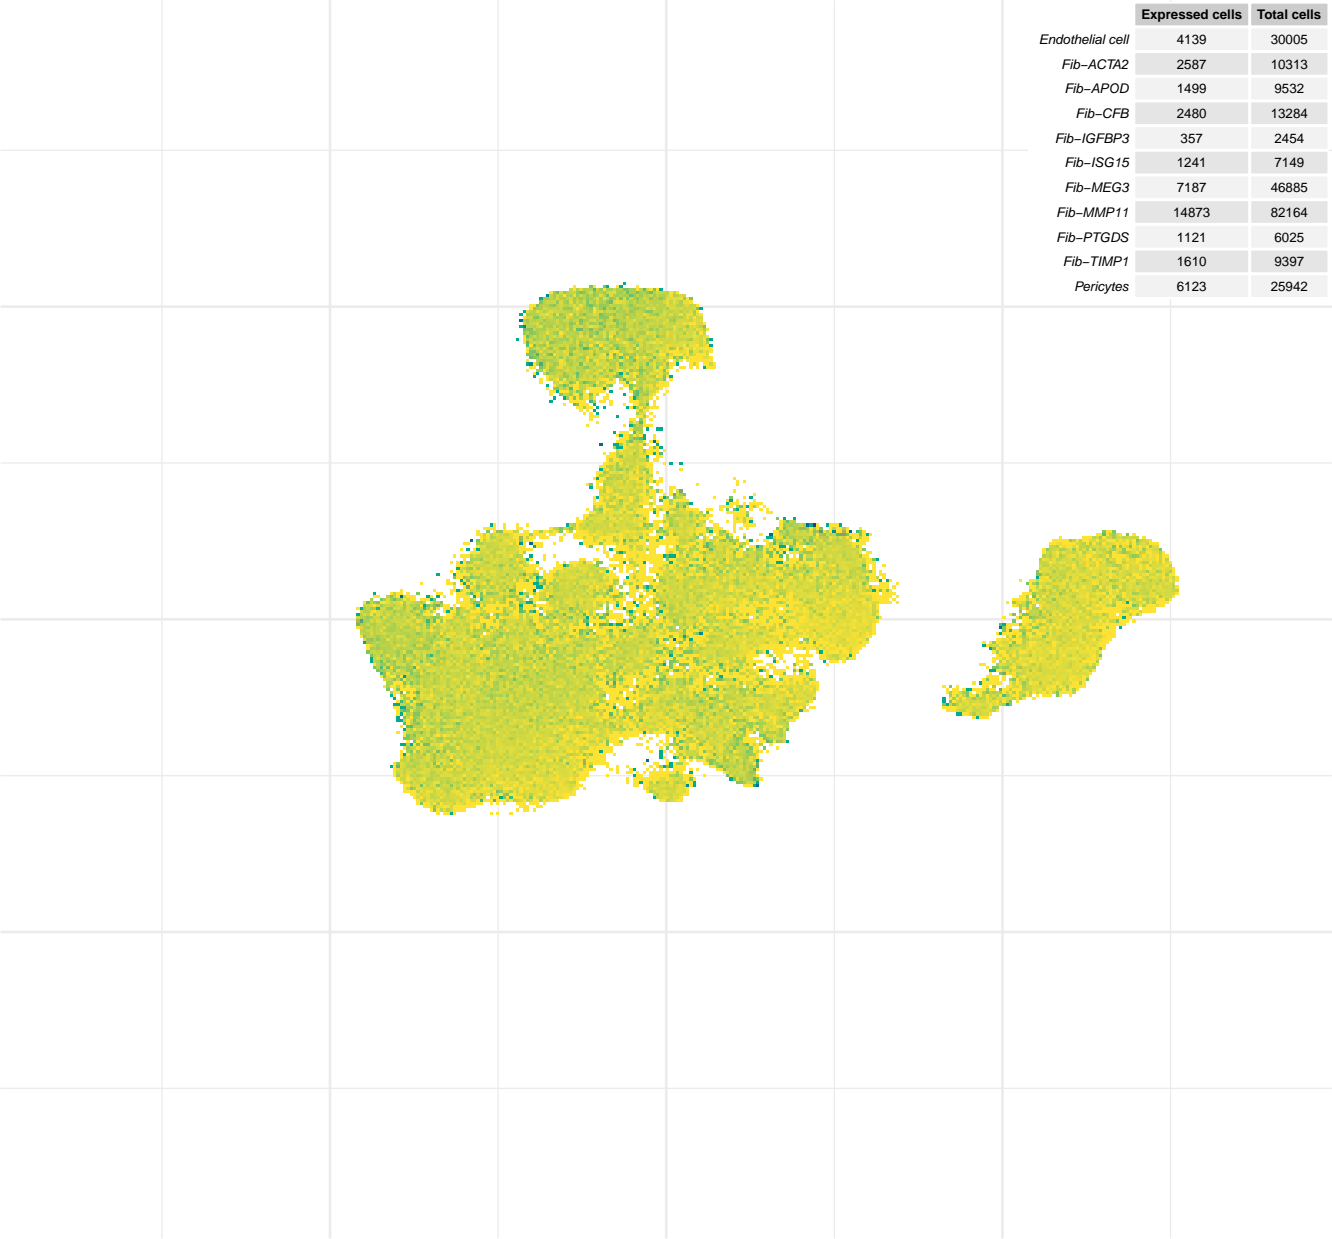 Expressed cells Total cells
Endothelial cell 4139 30005
Fib−ACTA2 2587 10313
Fib−APOD 1499 9532
Fib−CFB 2480 13284
Fib−IGFBP3 357 2454
Fib−ISG15 1241 7149
Fib−MEG3 7187 46885
Fib−MMP11 14873 82164
Fib−PTGDS 1121 6025
Fib−TIMP1 1610 9397
Pericytes 6123 25942